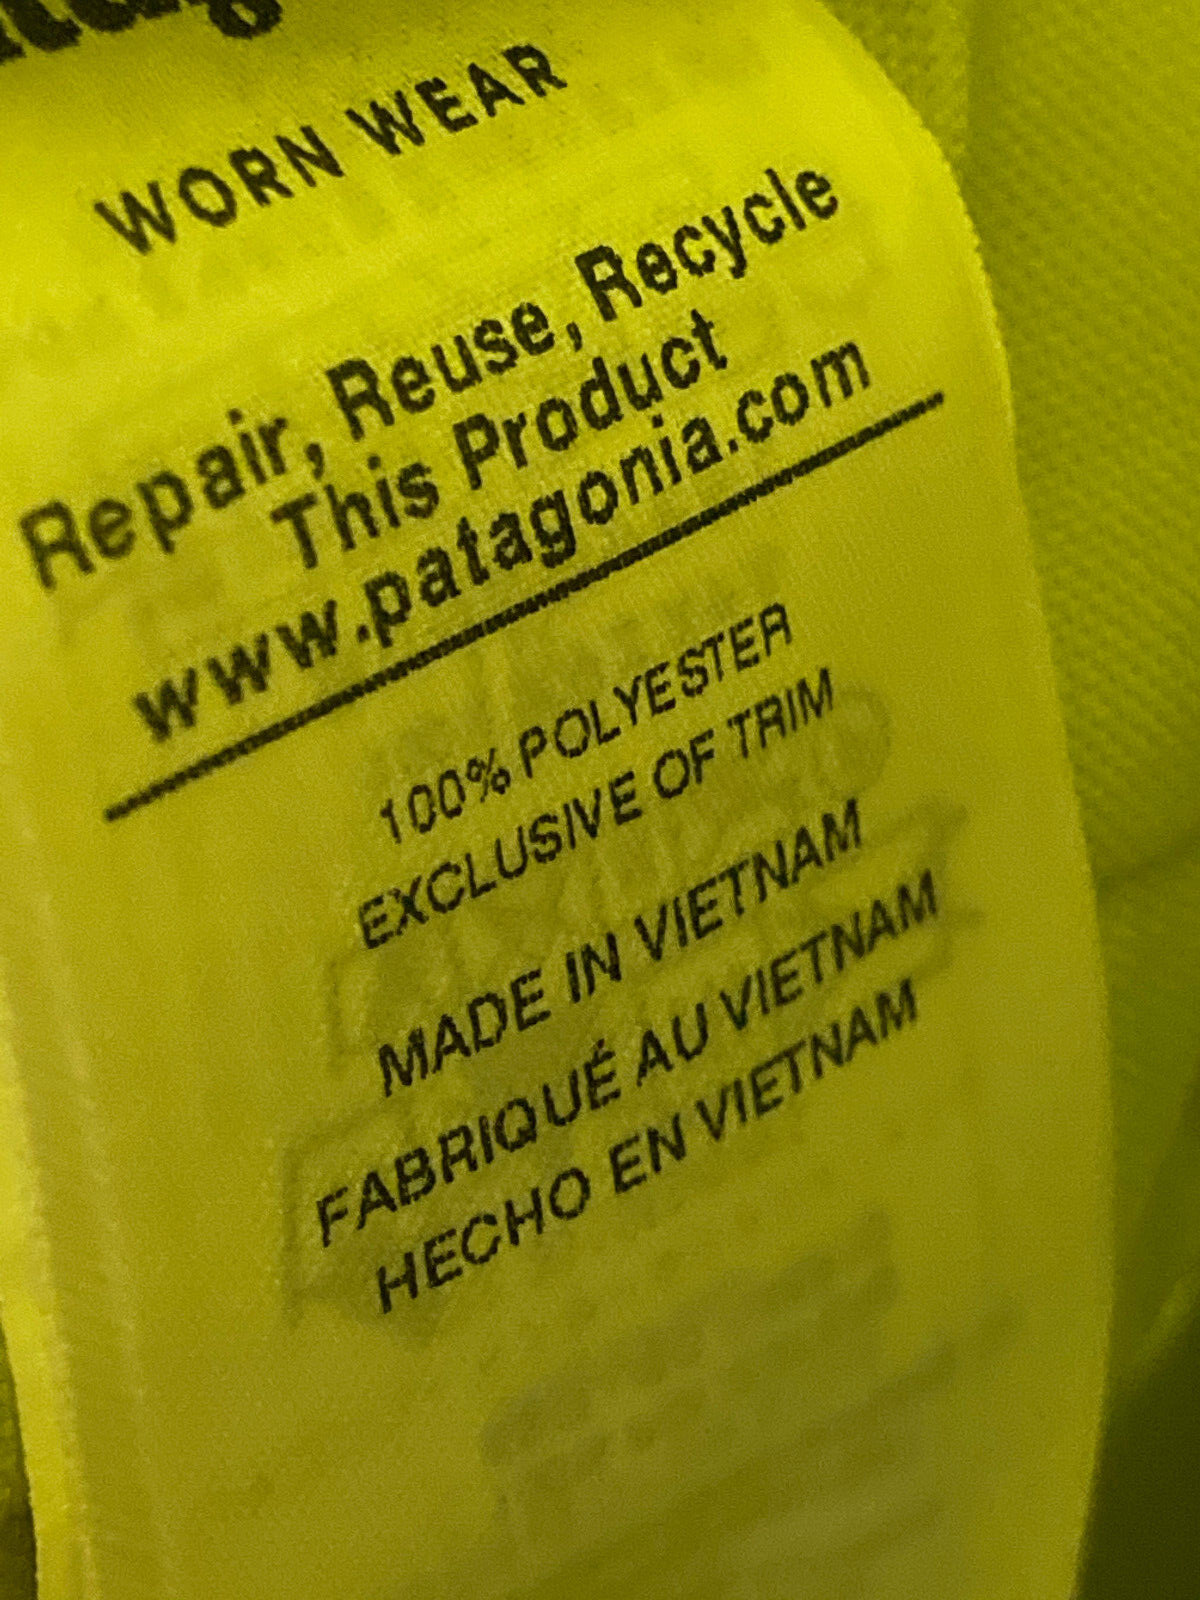 WORN WEAR
Repair, Reuse, Recycle
This Product
www.patagonia.com
100% POLYESTER
EXCLUSIVE OF TRIM
MADE IN VIETNAM
FABRIQUÉ AU VIETNAM
HECHO EN VIETNAM